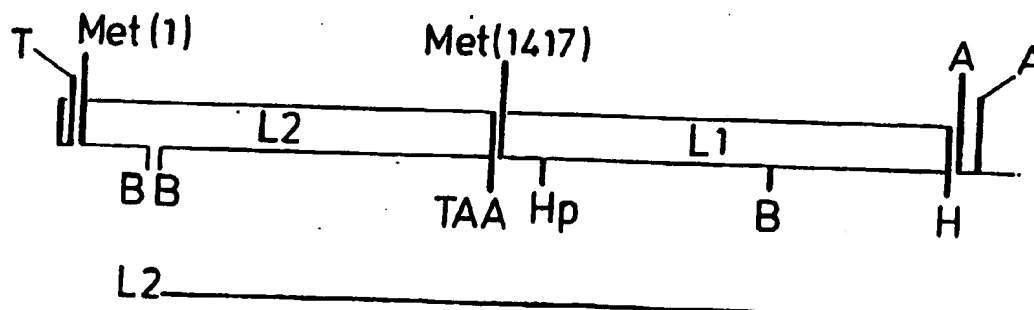 T Met(1) Met(1417) A A
L2 L1
B B TAA Hp B H
L2